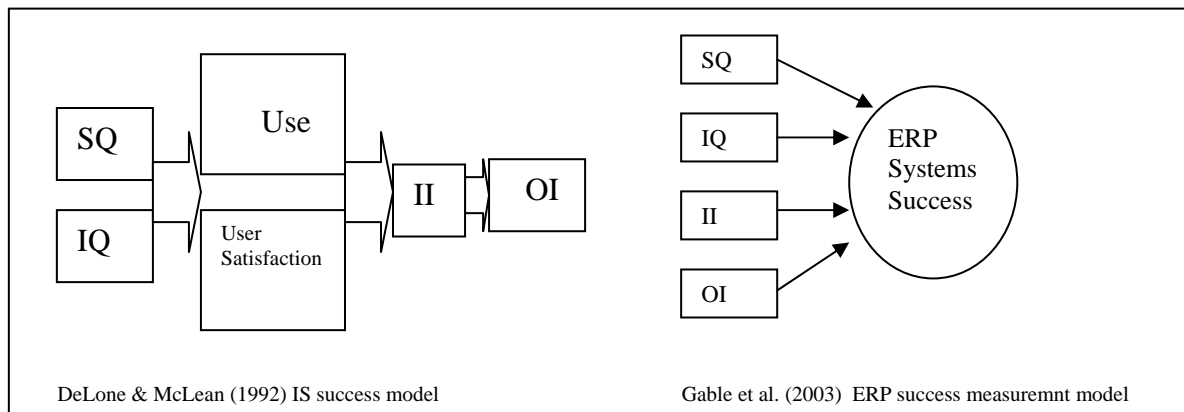 SQ
IQ
Use
User
Satisfaction
II
OI
DeLone & McLean (1992) IS success model
SQ
IQ
II
OI
ERP
Systems
Success
Gable et al. (2003) ERP success measuremnt model